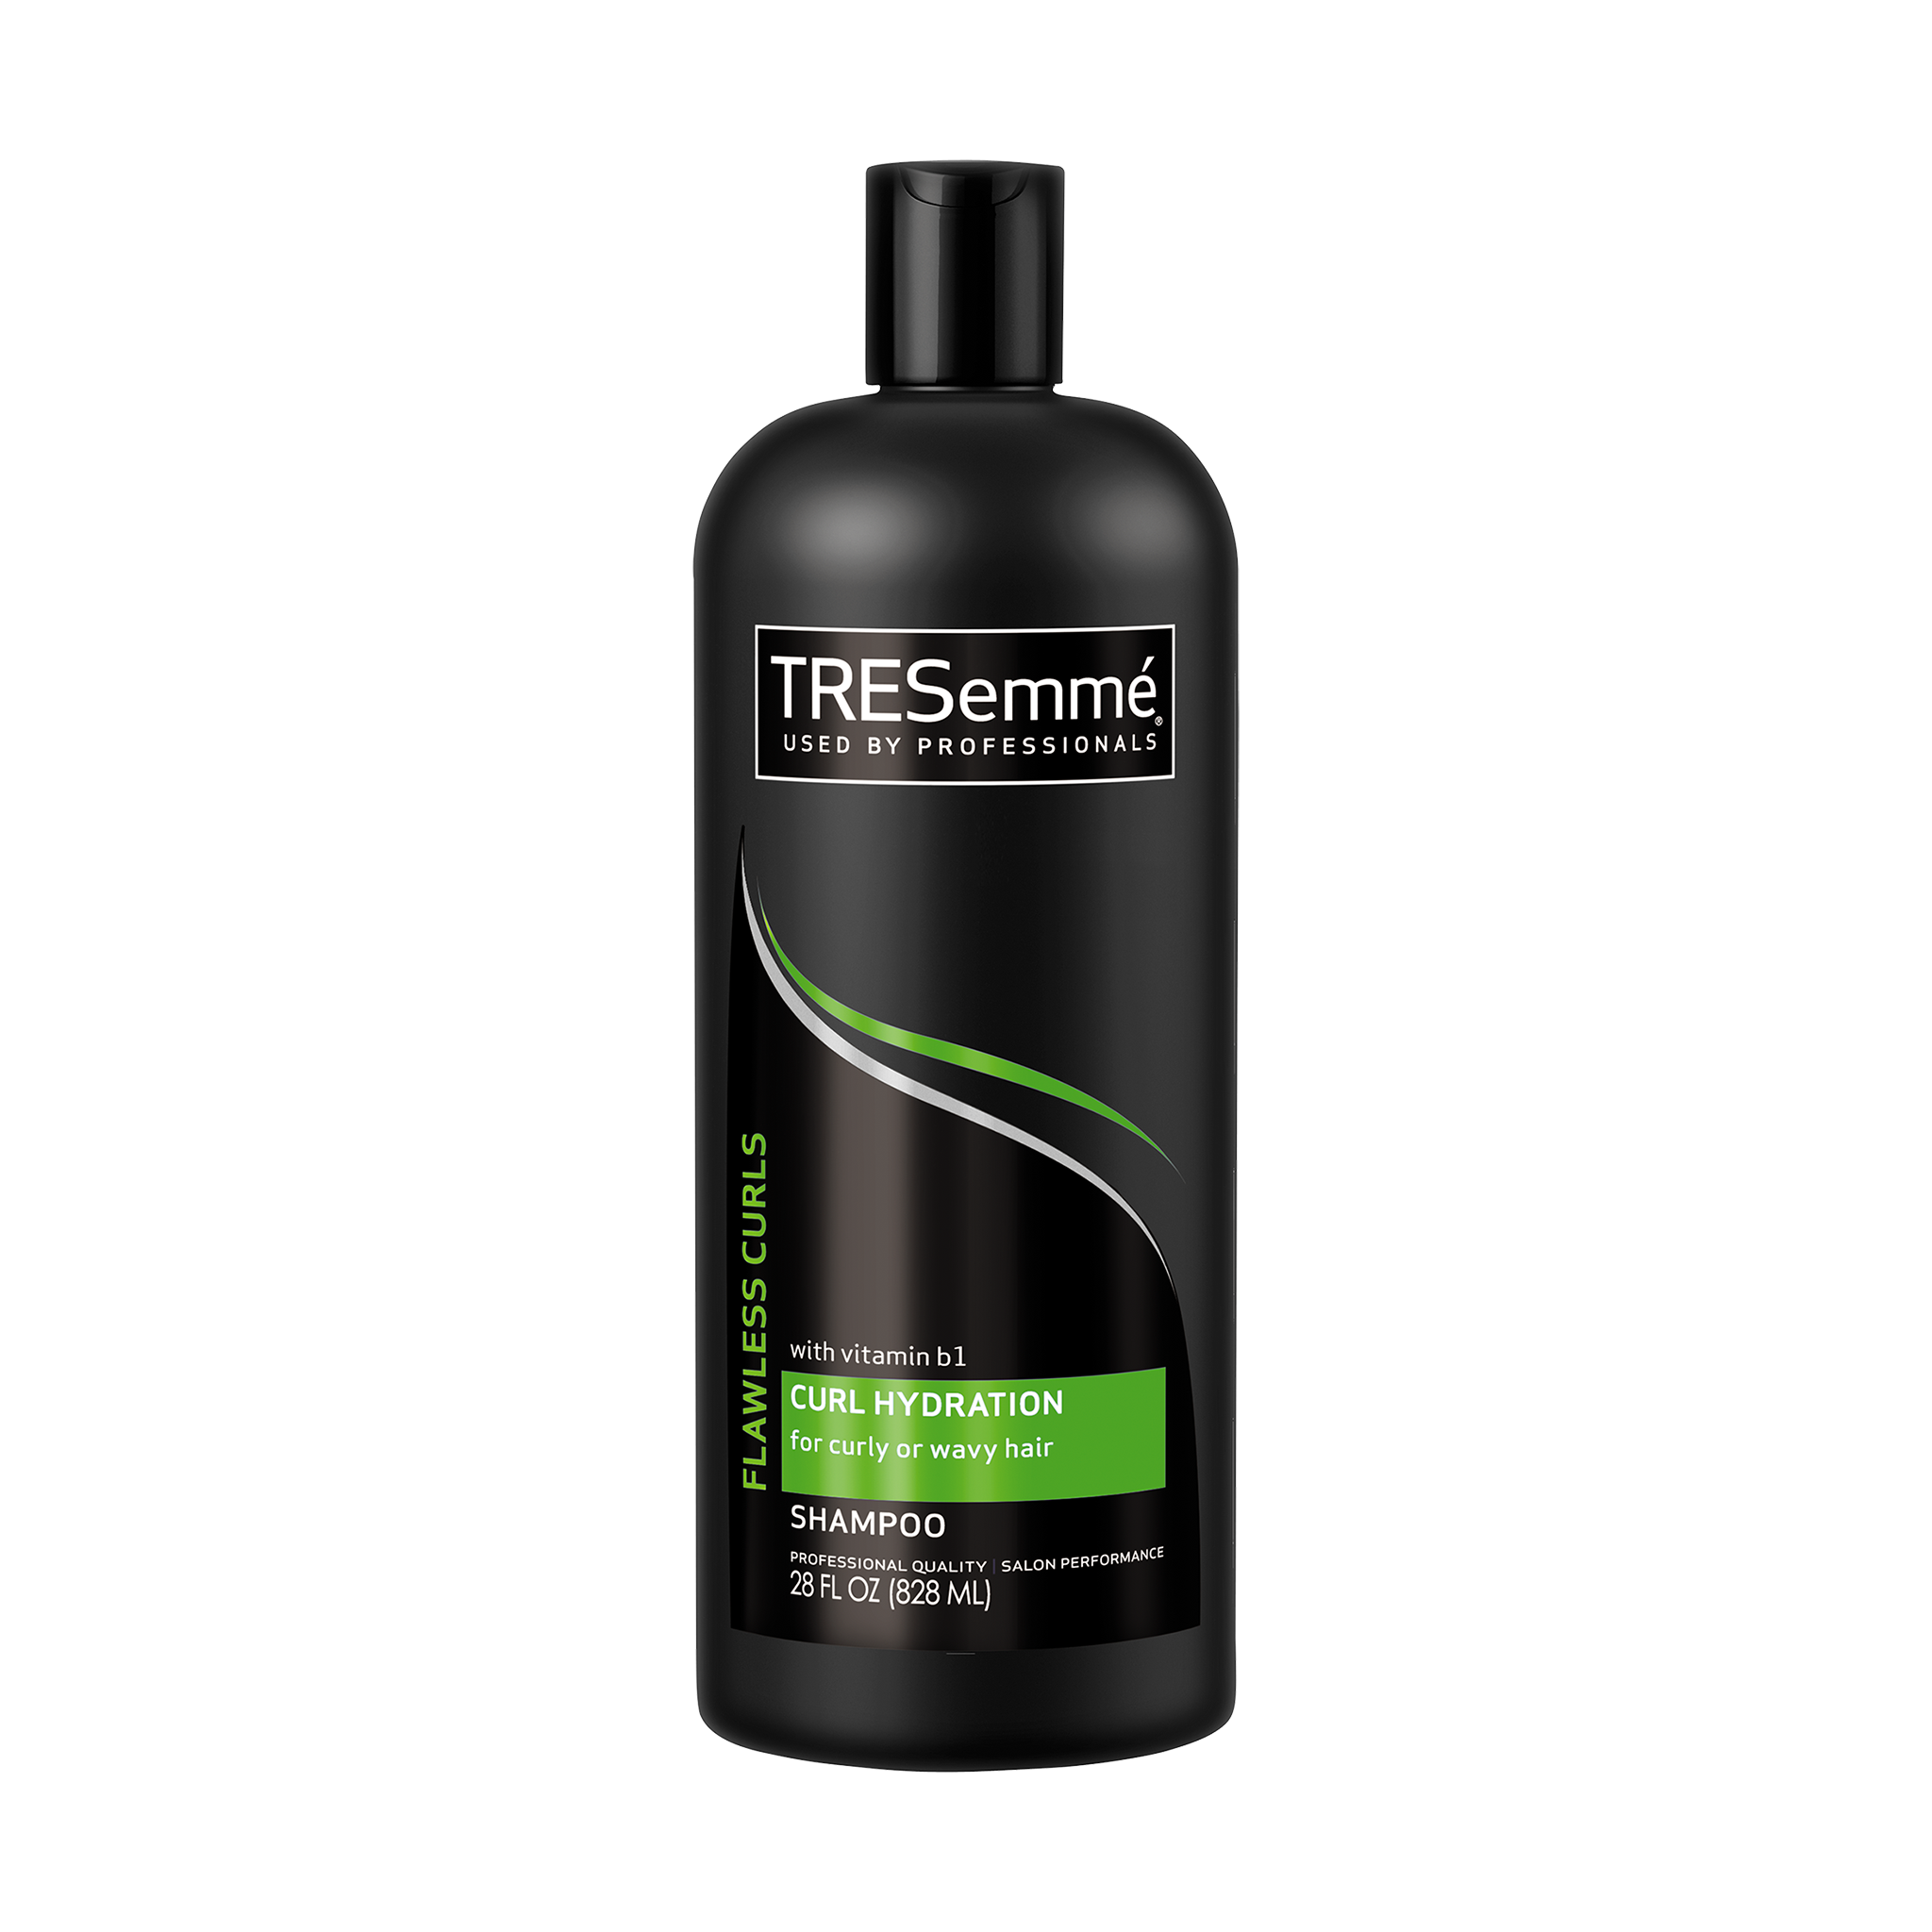 TRESemmé®
USED BY PROFESSIONALS
FLAWLESS CURLS
with vitamin b1
CURL HYDRATION
for curly or wavy hair
SHAMPOO
PROFESSIONAL QUALITY | SALON PERFORMANCE
28 FL OZ (828 ML)